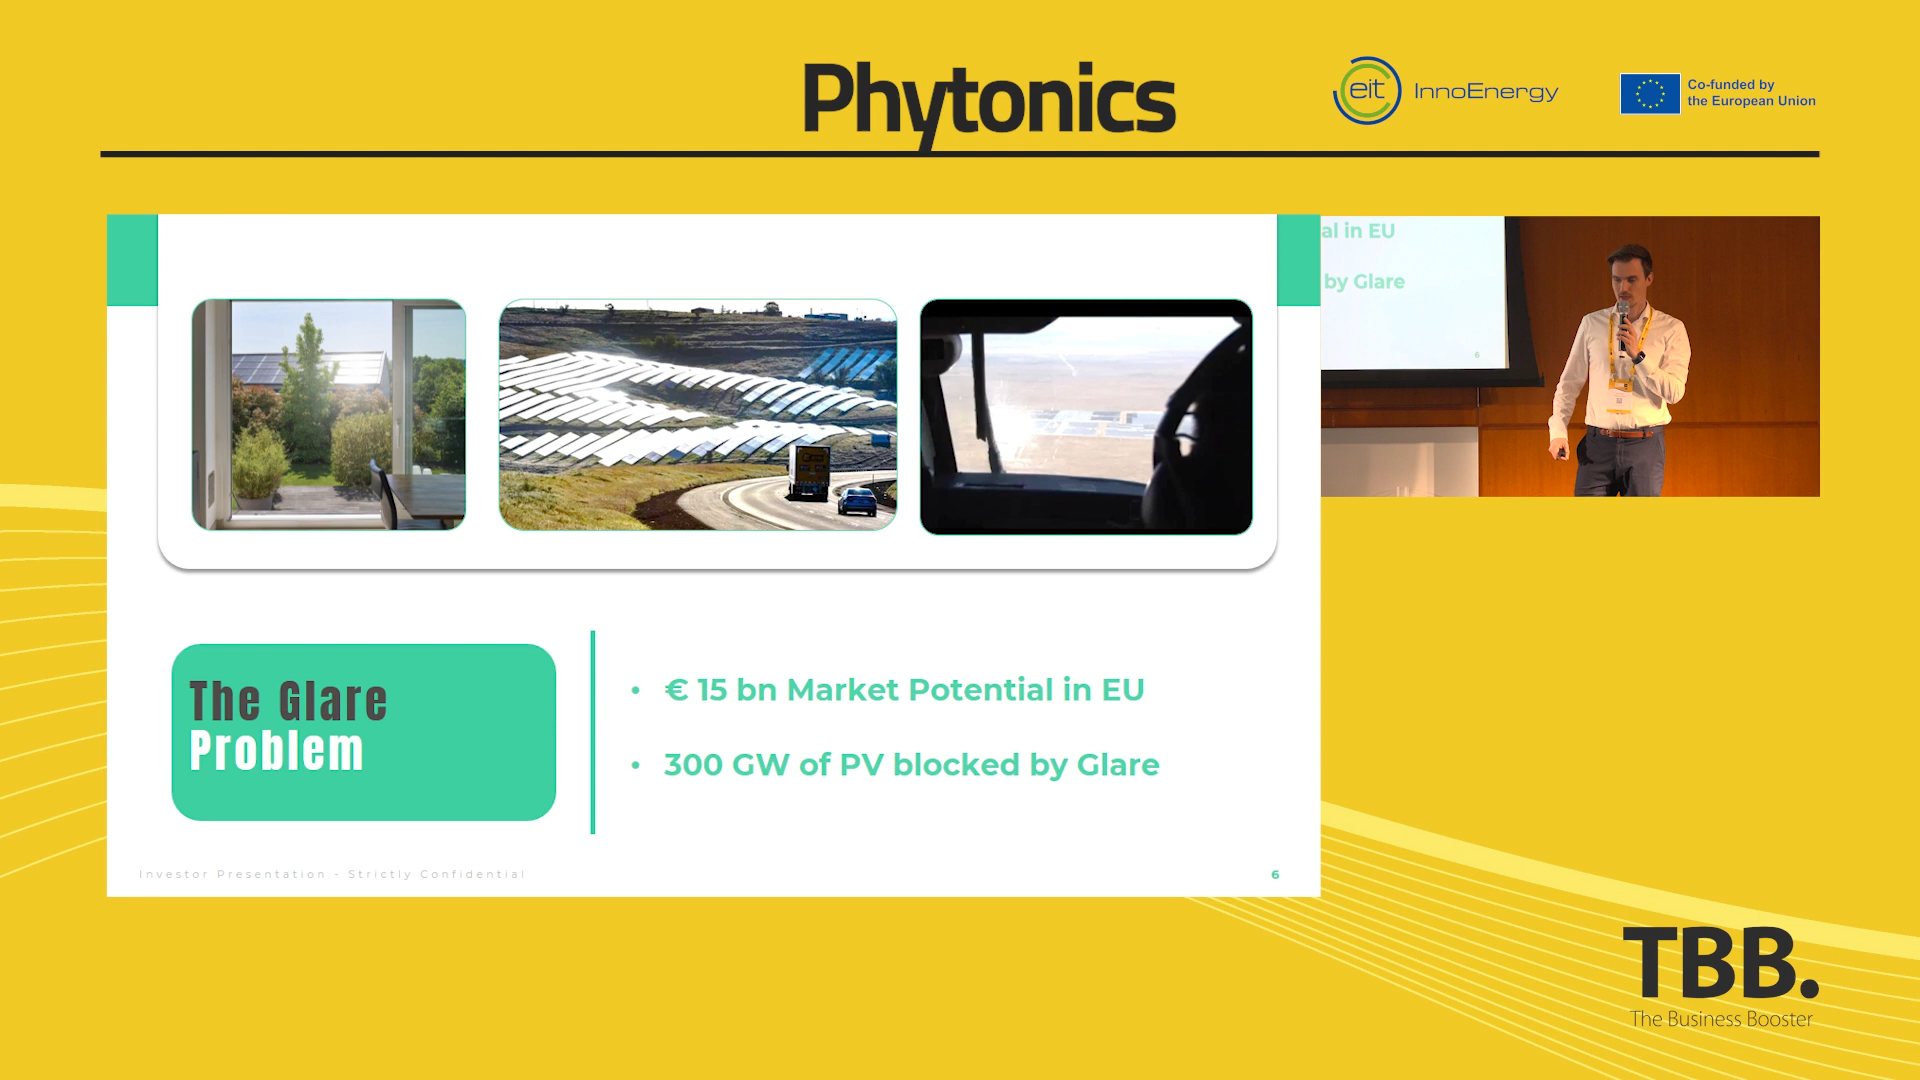 Phytonics
eit InnoEnergy
Co-funded by
the European Union
al in EU
by Glare
6
The Glare
Problem
• € 15 bn Market Potential in EU
• 300 GW of PV blocked by Glare
Investor Presentation - Strictly Confidential
6
TBB.
The Business Booster